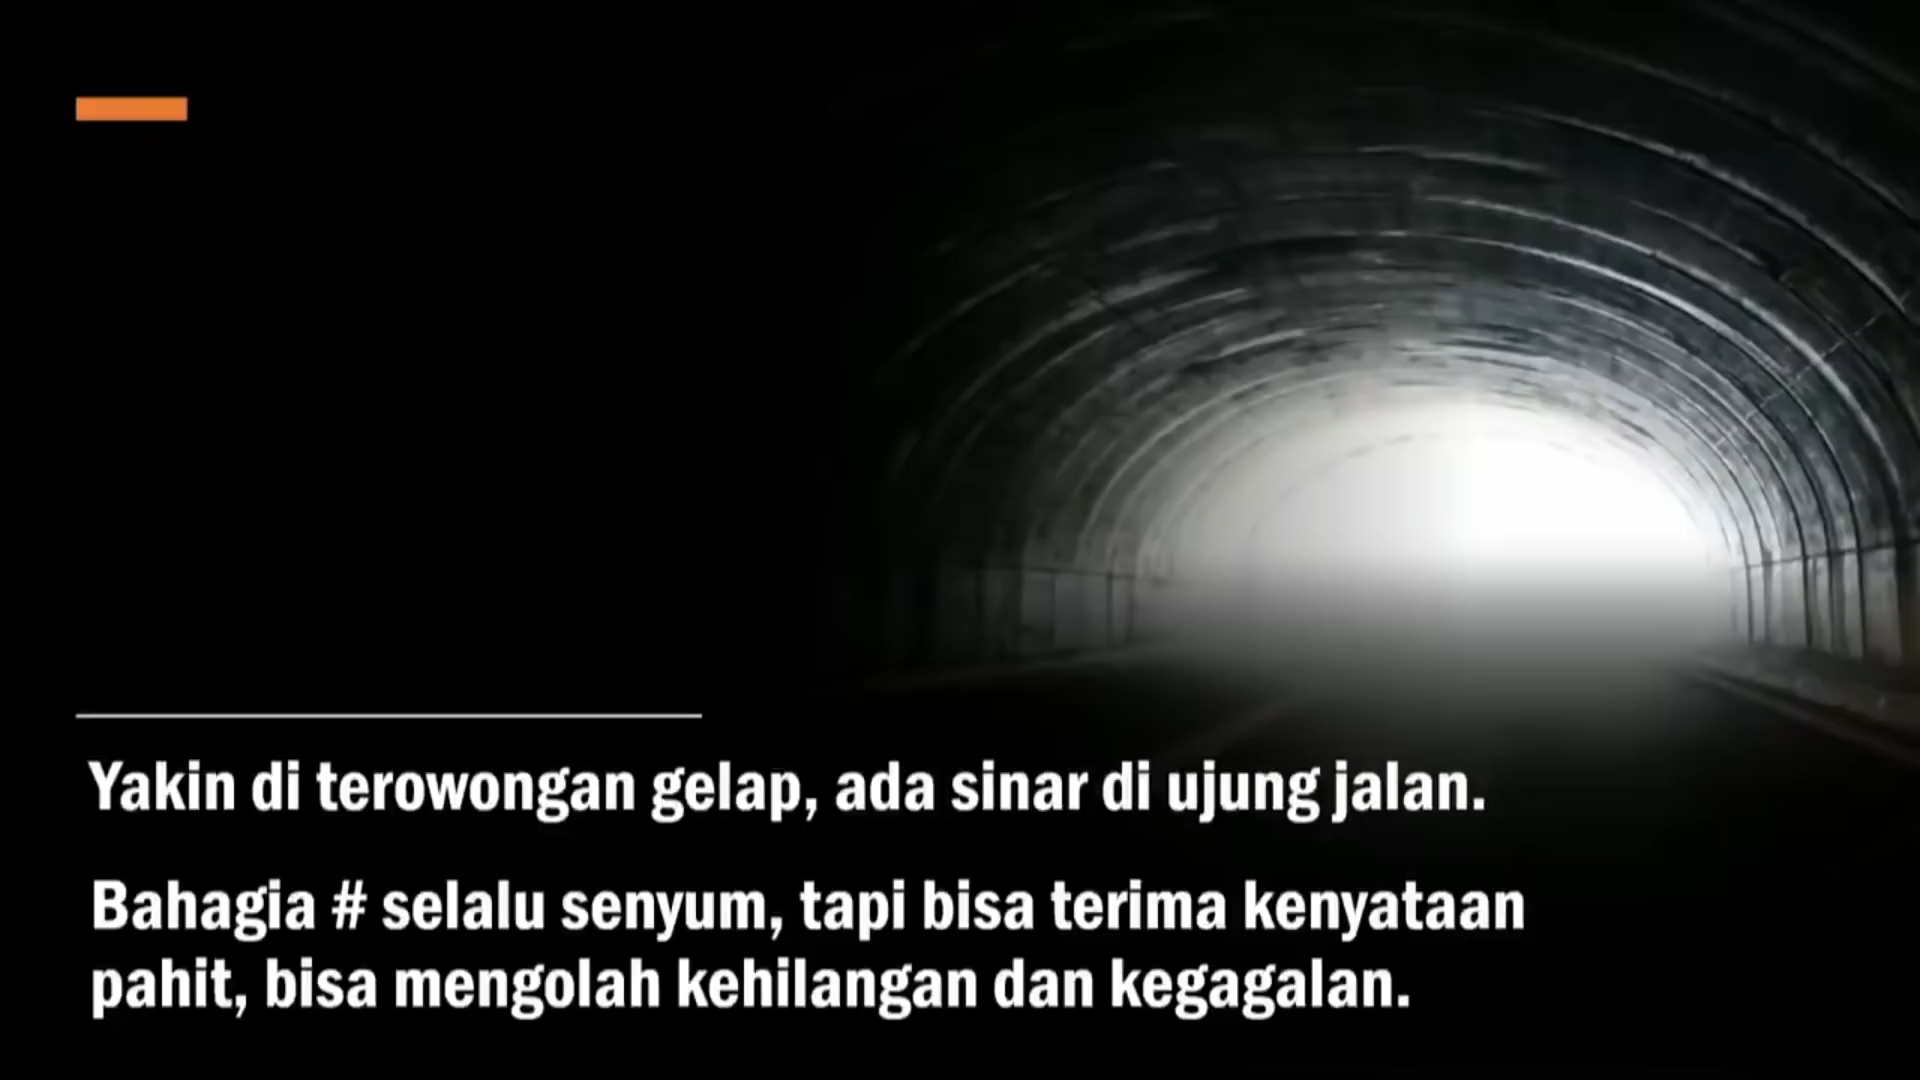 Yakin di terowongan gelap, ada sinar di ujung jalan.
Bahagia # selalu senyum, tapi bisa terima kenyataan
pahit, bisa mengolah kehilangan dan kegagalan.